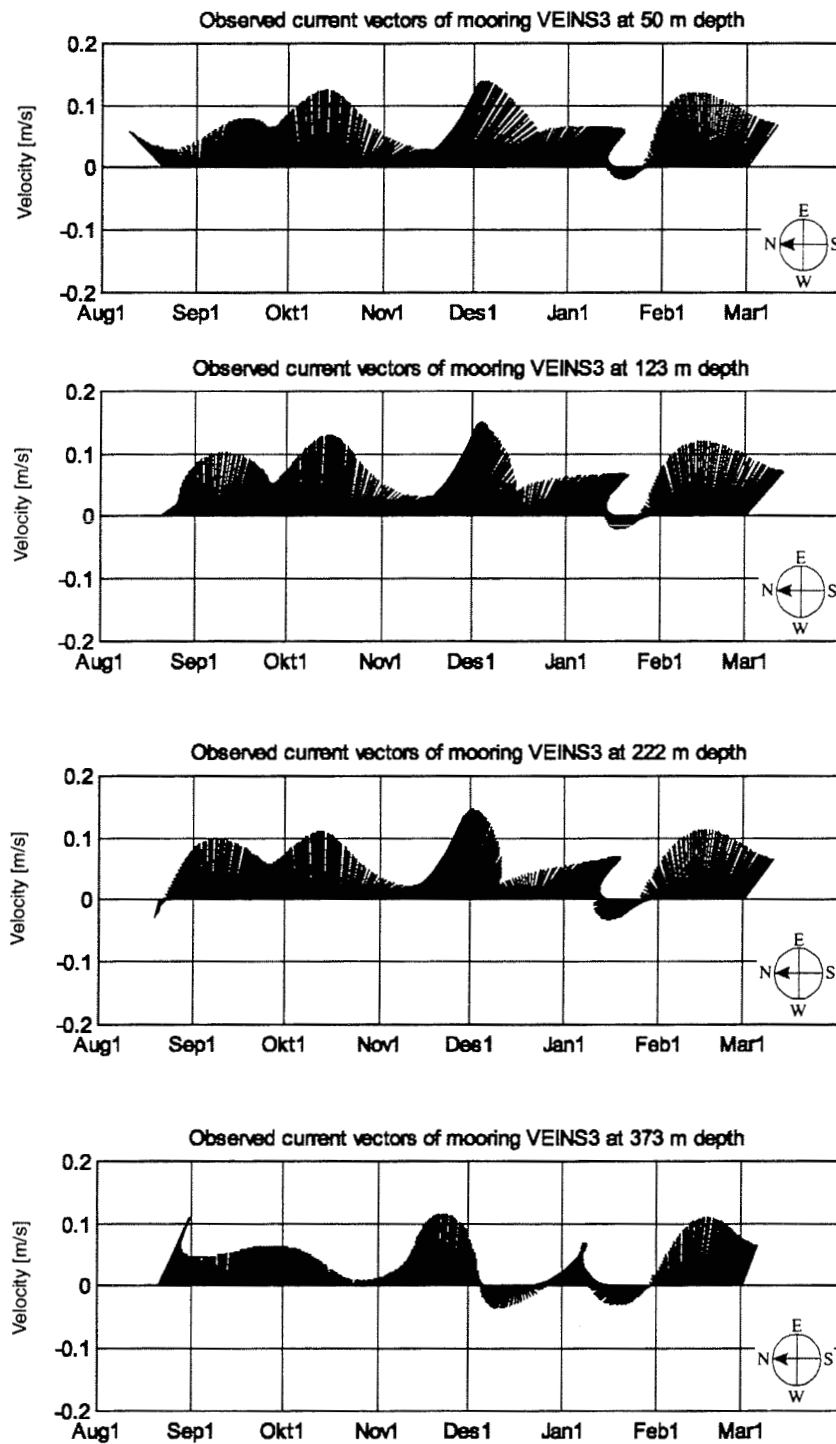 Observed current vectors of mooring VEINS3 at 50 m depth
0.2
0.1
0
-0.1
-0.2
Velocity [m/s]
E
N S
W
Aug1 Sep1 Okt1 Nov1 Des1 Jan1 Feb1 Mar1
Observed current vectors of mooring VEINS3 at 123 m depth
0.2
0.1
0
-0.1
-0.2
Velocity [m/s]
E
N S
W
Aug1 Sep1 Okt1 Nov1 Des1 Jan1 Feb1 Mar1
Observed current vectors of mooring VEINS3 at 222 m depth
0.2
0.1
0
-0.1
-0.2
Velocity [m/s]
E
N S
W
Aug1 Sep1 Okt1 Nov1 Des1 Jan1 Feb1 Mar1
Observed current vectors of mooring VEINS3 at 373 m depth
0.2
0.1
0
-0.1
-0.2
Velocity [m/s]
E
N S
W
Aug1 Sep1 Okt1 Nov1 Des1 Jan1 Feb1 Mar1